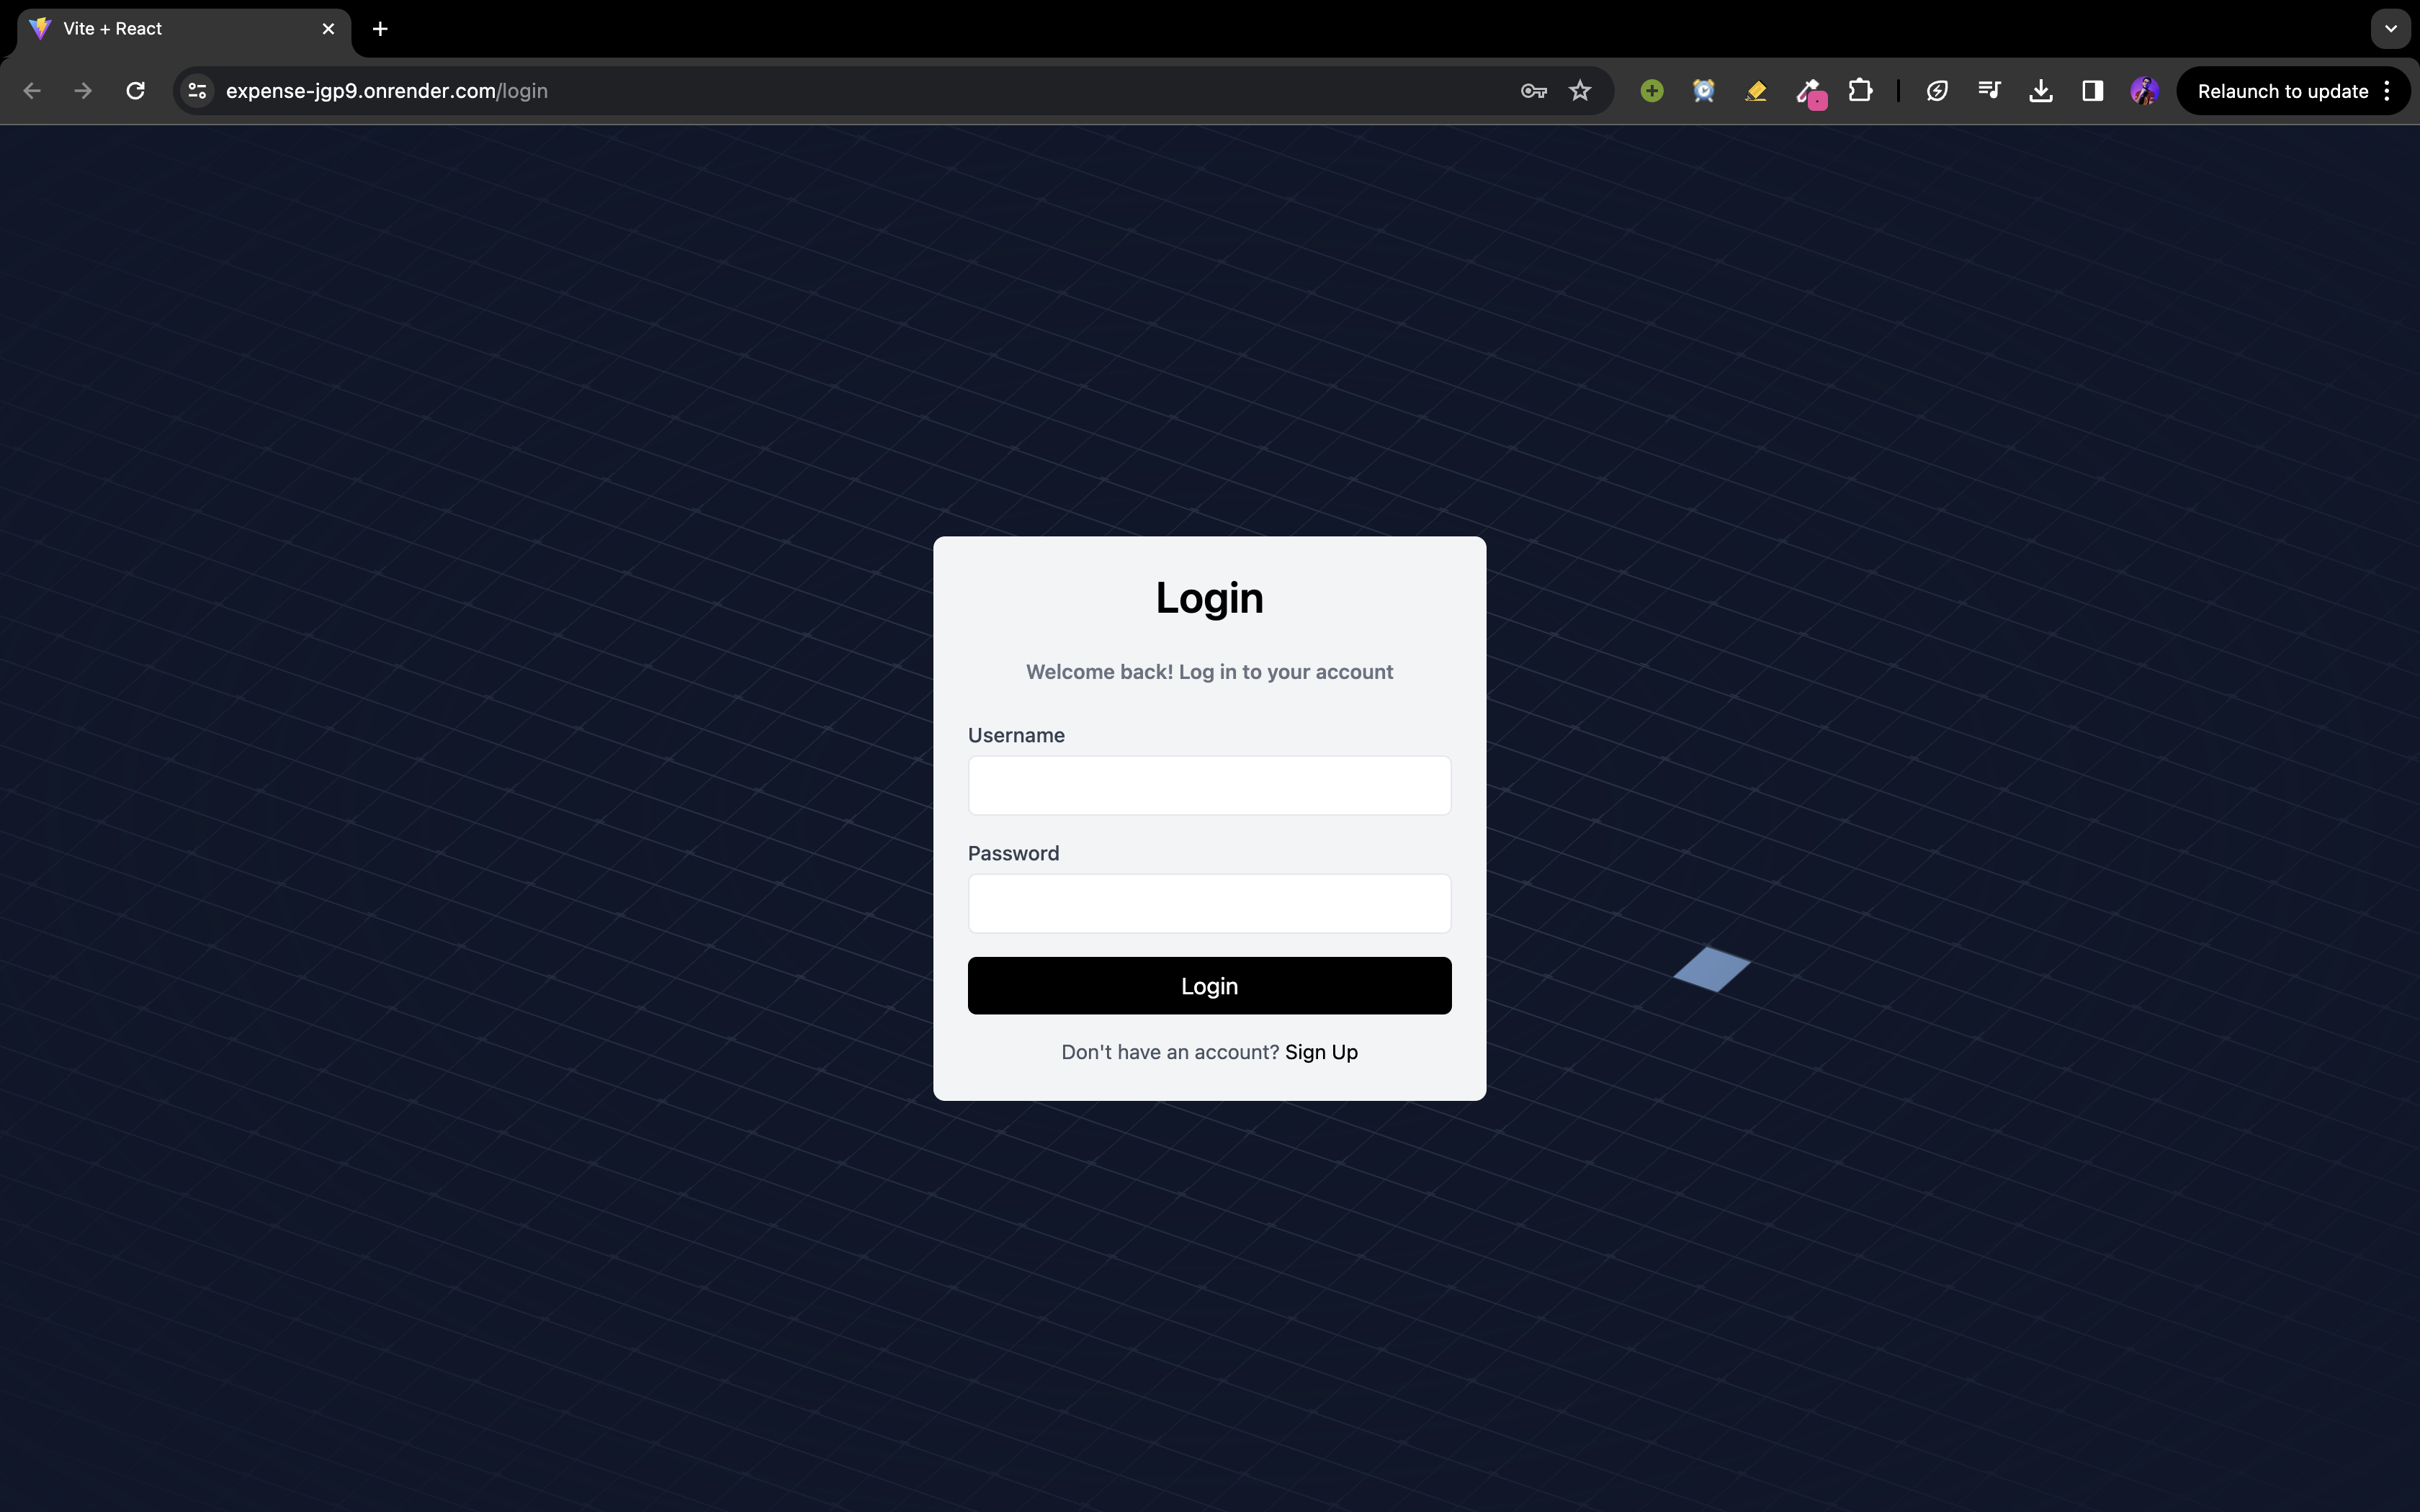 Vite + React
expense-jgp9.onrender.com/login
Relaunch to update
Login
Welcome back! Log in to your account
Username
Password
Login
Don't have an account? Sign Up